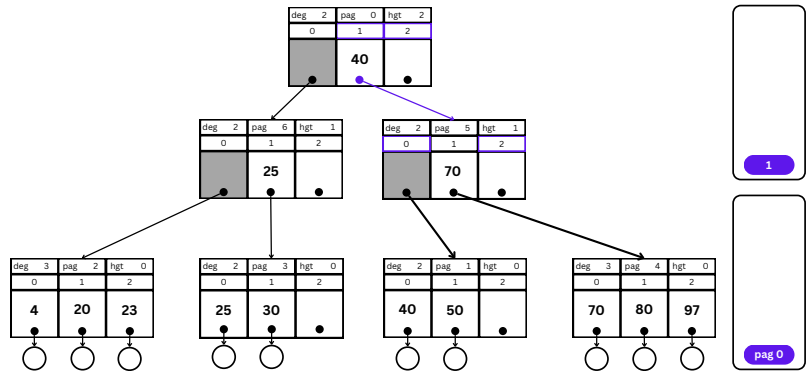 deg 2 pag 0 hgt 2
0 1 2
40
deg 2 pag 6 hgt 1
0 1 2
25
deg 2 pag 5 hgt 1
0 1 2
70
1
deg 3 pag 2 hgt 0
0 1 2
4 20 23
deg 2 pag 3 hgt 0
0 1 2
25 30
deg 2 pag 1 hgt 0
0 1 2
40 50
deg 3 pag 4 hgt 0
0 1 2
70 80 97
pag 0